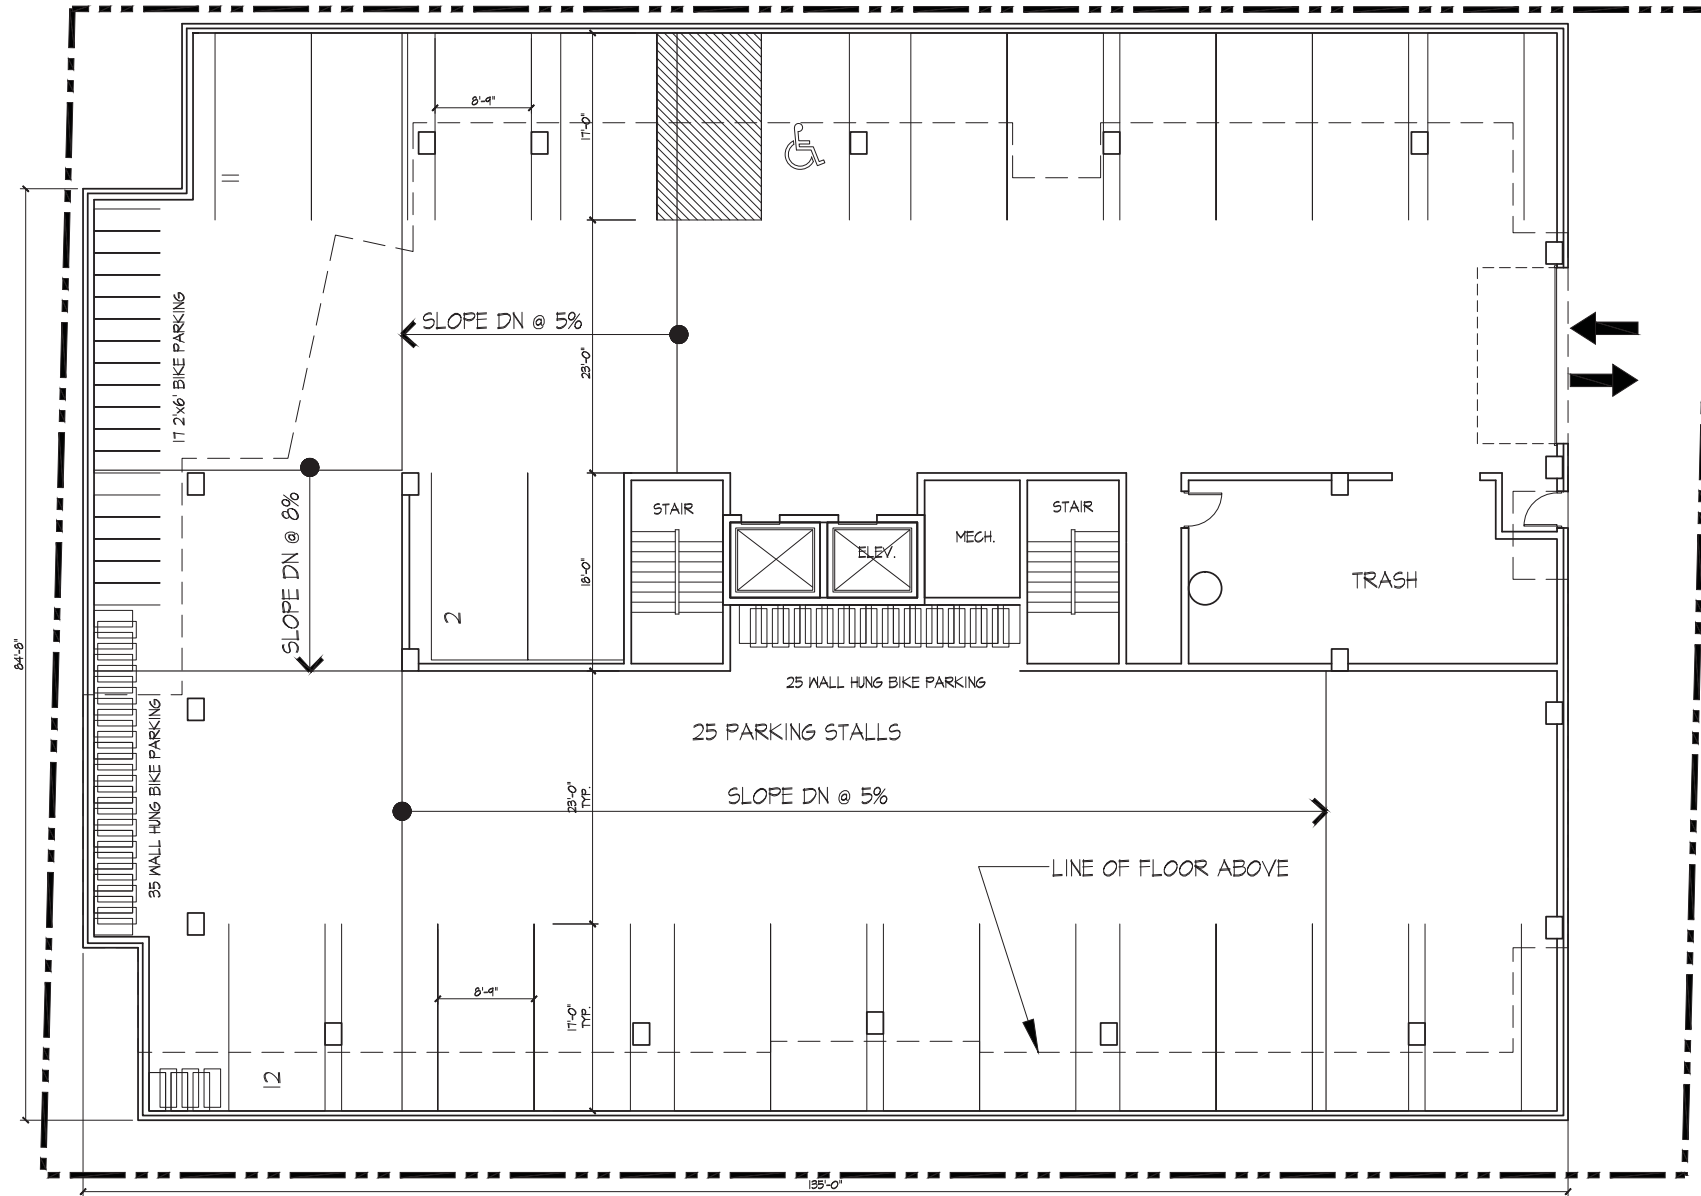 8'-9"
17'-0"
11
17 2'x6' BIKE PARKING
SLOPE DN @ 5%
23'-0"
SLOPE DN @ 8%
STAIR
ELEV.
MECH.
STAIR
TRASH
18'-0"
2
84'-8"
25 WALL HUNG BIKE PARKING
35 WALL HUNG BIKE PARKING
25 PARKING STALLS
23'-0"
TYP.
SLOPE DN @ 5%
LINE OF FLOOR ABOVE
8'-9"
17'-0"
TYP.
12
135'-0"